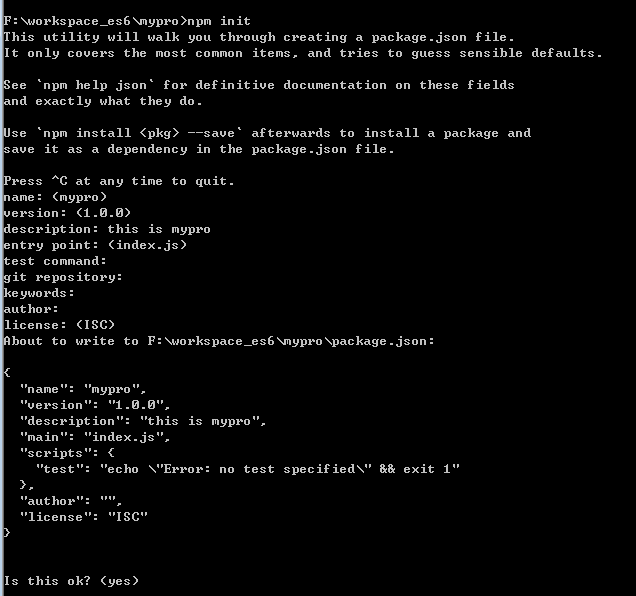 F:\workspace_es6\mypro>npm init
This utility will walk you through creating a package.json file.
It only covers the most common items, and tries to guess sensible defaults.
See `npm help json` for definitive documentation on these fields
and exactly what they do.
Use `npm install <pkg> --save` afterwards to install a package and
save it as a dependency in the package.json file.
Press ^C at any time to quit.
name: (mypro)
version: (1.0.0)
description: this is mypro
entry point: (index.js)
test command:
git repository:
keywords:
author:
license: (ISC)
About to write to F:\workspace_es6\mypro\package.json:
{
  "name": "mypro",
  "version": "1.0.0",
  "description": "this is mypro",
  "main": "index.js",
  "scripts": {
    "test": "echo \"Error: no test specified\" && exit 1"
  },
  "author": "",
  "license": "ISC"
}
Is this ok? (yes)